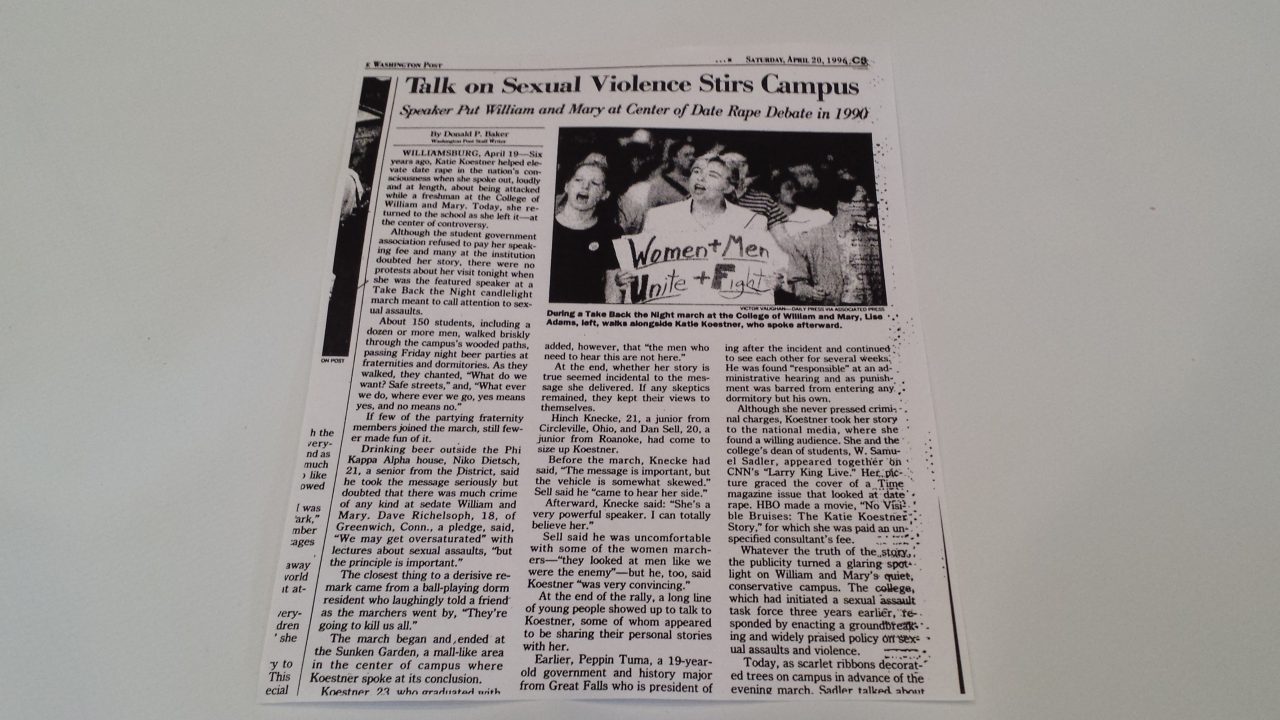 E WASHINGTON POST
SATURDAY, APRIL 20, 1996 C3
Talk on Sexual Violence Stirs Campus
Speaker Put William and Mary at Center of Date Rape Debate in 1990
By Donald P. Baker
Washington Post Staff Writer
WILLIAMSBURG, April 19—Six
years ago, Katie Koestner helped ele-
vate date rape in the nation's con-
sciousness when she spoke out, loudly
and at length, about being attacked
while a freshman at the College of
William and Mary. Today, she re-
turned to the school as she left it—at
the center of controversy.
Although the student government
association refused to pay her speak-
ing fee and many at the institution
doubted her story, there were no
protests about her visit tonight when
she was the featured speaker at a
Take Back the Night candlelight
march meant to call attention to sex-
ual assaults.
About 150 students, including a
dozen or more men, walked briskly
through the campus's wooded paths,
passing Friday night beer parties at
fraternities and dormitories. As they
walked, they chanted, "What do we
want? Safe streets," and, "What ever
we do, where ever we go, yes means
yes, and no means no."
If few of the partying fraternity
members joined the march, still few-
er made fun of it.
Drinking beer outside the Phi
Kappa Alpha house, Niko Dietsch,
21, a senior from the District, said
he took the message seriously but
doubted that there was much crime
of any kind at sedate William and
Mary. Dave Richelsoph, 18, of
Greenwich, Conn., a pledge, said,
"We may get oversaturated" with
lectures about sexual assaults, "but
the principle is important."
The closest thing to a derisive re-
mark came from a ball-playing dorm
resident who laughingly told a friend
as the marchers went by, "They're
going to kill us all."
The march began and ended at
the Sunken Garden, a mall-like area
in the center of campus where
Koestner spoke at its conclusion.
Koestner, 23, who graduated with
Women + Men
Unite + Fight
VICTOR VAUGHAN—DAILY PRESS VIA ASSOCIATED PRESS
During a Take Back the Night march at the College of William and Mary, Lisa
Adams, left, walks alongside Katie Koestner, who spoke afterward.
added, however, that "the men who
need to hear this are not here."
At the end, whether her story is
true seemed incidental to the mes-
sage she delivered. If any skeptics
remained, they kept their views to
themselves.
Hinch Knecke, 21, a junior from
Circleville, Ohio, and Dan Sell, 20, a
junior from Roanoke, had come to
size up Koestner.
Before the march, Knecke had
said, "The message is important, but
the vehicle is somewhat skewed."
Sell said he "came to hear her side."
Afterward, Knecke said: "She's a
very powerful speaker. I can totally
believe her."
Sell said he was uncomfortable
with some of the women march-
ers—"they looked at men like we
were the enemy"—but he, too, said
Koestner "was very convincing."
At the end of the rally, a long line
of young people showed up to talk to
Koestner, some of whom appeared
to be sharing their personal stories
with her.
Earlier, Peppin Tuma, a 19-year-
old government and history major
from Great Falls who is president of
ing after the incident and continued
to see each other for several weeks.
He was found "responsible" at an ad-
ministrative hearing and as punish-
ment was barred from entering any
dormitory but his own.
Although she never pressed crimi-
nal charges, Koestner took her story
to the national media, where she
found a willing audience. She and the
college's dean of students, W. Samu-
el Sadler, appeared together on
CNN's "Larry King Live." Her pic-
ture graced the cover of a Time
magazine issue that looked at date
rape. HBO made a movie, "No Visi-
ble Bruises: The Katie Koestner
Story," for which she was paid an un-
specified consultant's fee.
Whatever the truth of the story,
the publicity turned a glaring spot-
light on William and Mary's quiet,
conservative campus. The college,
which had initiated a sexual assault
task force three years earlier, re-
sponded by enacting a groundbreak-
ing and widely praised policy on sex-
ual assaults and violence.
Today, as scarlet ribbons decorat-
ed trees on campus in advance of the
evening march, Sadler talked about
ON POST
h the
very-
nd as
much
like
owed
I was
ark,"
mber
ages
away
world
it at-
very-
dren
she
y to
This
ecial